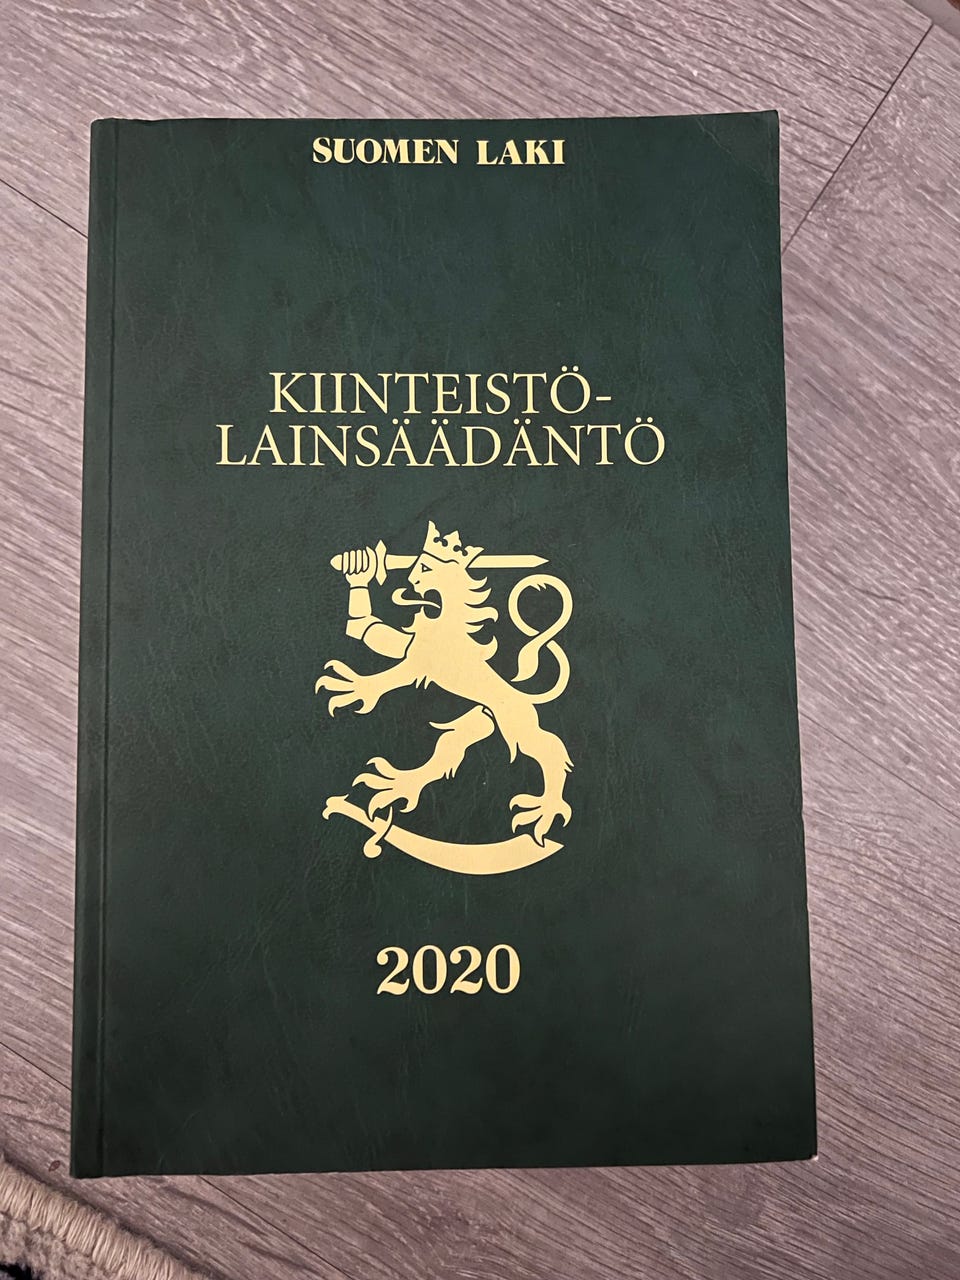 SUOMEN LAKI
KIINTEISTÖ-
LAINSÄÄDÄNTÖ
2020